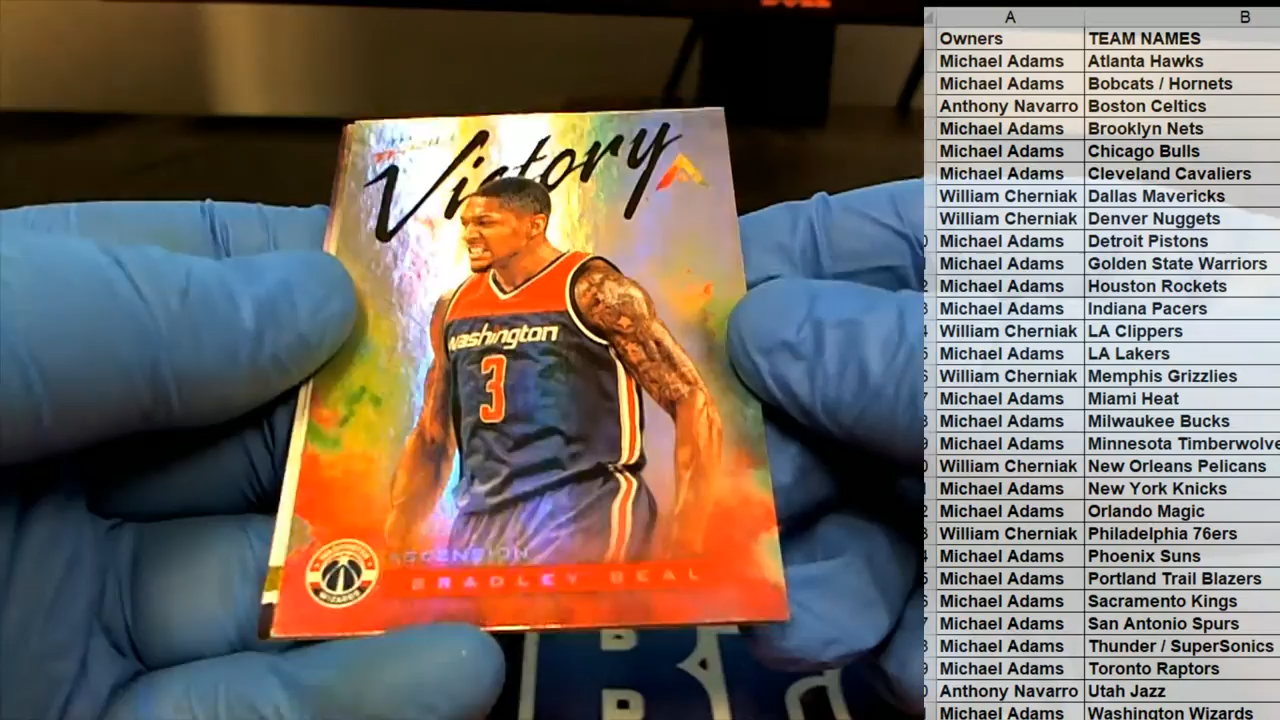 Victory
washington
3
ASCENSION
BRADLEY BEAL
WIZARDS
A B
Owners TEAM NAMES
Michael Adams Atlanta Hawks
Michael Adams Bobcats / Hornets
Anthony Navarro Boston Celtics
Michael Adams Brooklyn Nets
Michael Adams Chicago Bulls
Michael Adams Cleveland Cavaliers
William Cherniak Dallas Mavericks
William Cherniak Denver Nuggets
Michael Adams Detroit Pistons
Michael Adams Golden State Warriors
Michael Adams Houston Rockets
Michael Adams Indiana Pacers
William Cherniak LA Clippers
Michael Adams LA Lakers
William Cherniak Memphis Grizzlies
Michael Adams Miami Heat
Michael Adams Milwaukee Bucks
Michael Adams Minnesota Timberwolve
William Cherniak New Orleans Pelicans
Michael Adams New York Knicks
Michael Adams Orlando Magic
William Cherniak Philadelphia 76ers
Michael Adams Phoenix Suns
Michael Adams Portland Trail Blazers
Michael Adams Sacramento Kings
Michael Adams San Antonio Spurs
Michael Adams Thunder / SuperSonics
Michael Adams Toronto Raptors
Anthony Navarro Utah Jazz
Michael Adams Washington Wizards